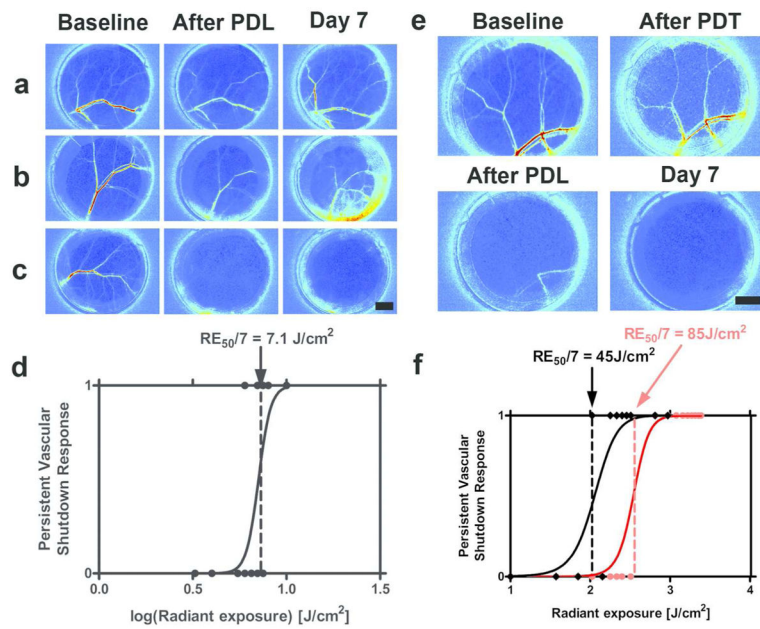 Baseline After PDL Day 7
a
b
c
e
Baseline After PDT
After PDL Day 7
d
RE50/7 = 7.1 J/cm2
Persistent Vascular
Shutdown Response
1
0
0.0 0.5 1.0 1.5
log(Radiant exposure) [J/cm2]
f
RE50/7 = 85J/cm2
RE50/7 = 45J/cm2
Persistent Vascular
Shutdown Response
1
0
1 2 3 4
Radiant exposure [J/cm2]